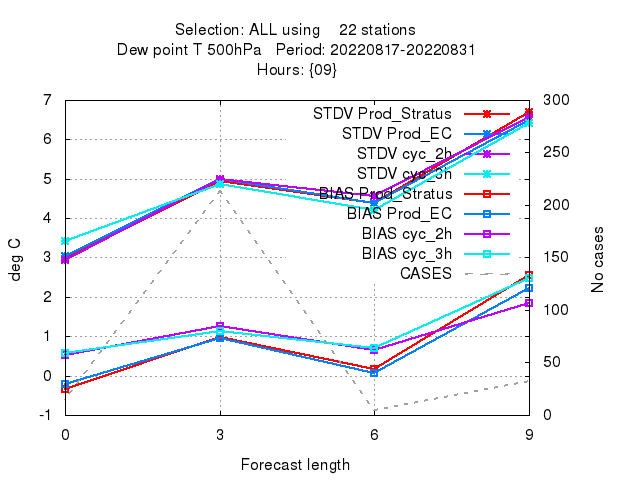 Selection: ALL using    22 stations
Dew point T 500hPa   Period: 20220817-20220831
Hours: {09}
7
6
5
4
3
2
1
0
-1
300
250
200
150
100
50
0
deg C
No cases
STDV Prod_Stratus
STDV Prod_EC
STDV cyc_2h
STDV cyc_3h
BIAS Prod_Stratus
BIAS Prod_EC
BIAS cyc_2h
BIAS cyc_3h
CASES
0 3 6 9
Forecast length